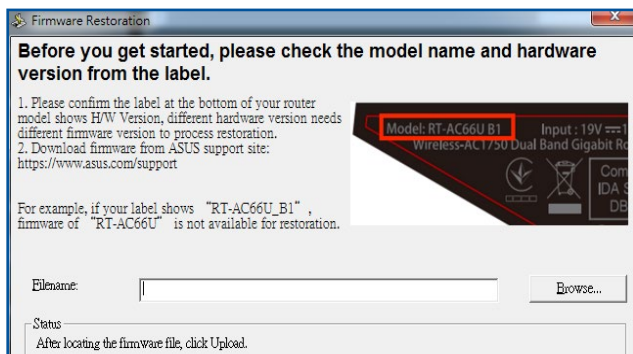 Firmware Restoration
Before you get started, please check the model name and hardware
version from the label.
1. Please confirm the label at the bottom of your router
model shows H/W Version, different hardware version needs
different firmware version to process restoration.
2. Download firmware from ASUS support site:
https://www.asus.com/support
For example, if your label shows “RT-AC66U_B1”,
firmware of “RT-AC66U” is not available for restoration.
Model: RT-AC66U B1 Input : 19V
Wireless-AC1750 Dual Band Gigabit
Com
IDA S
DB
Filename:
Browse...
Status
After locating the firmware file, click Upload.